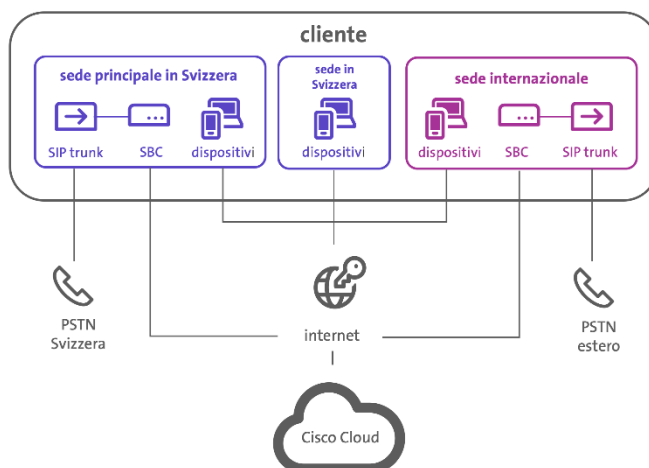 cliente
sede principale in Svizzera
SIP trunk
SBC
dispositivi
sede in
Svizzera
dispositivi
sede internazionale
dispositivi
SBC
SIP trunk
PSTN
Svizzera
internet
PSTN
estero
Cisco Cloud